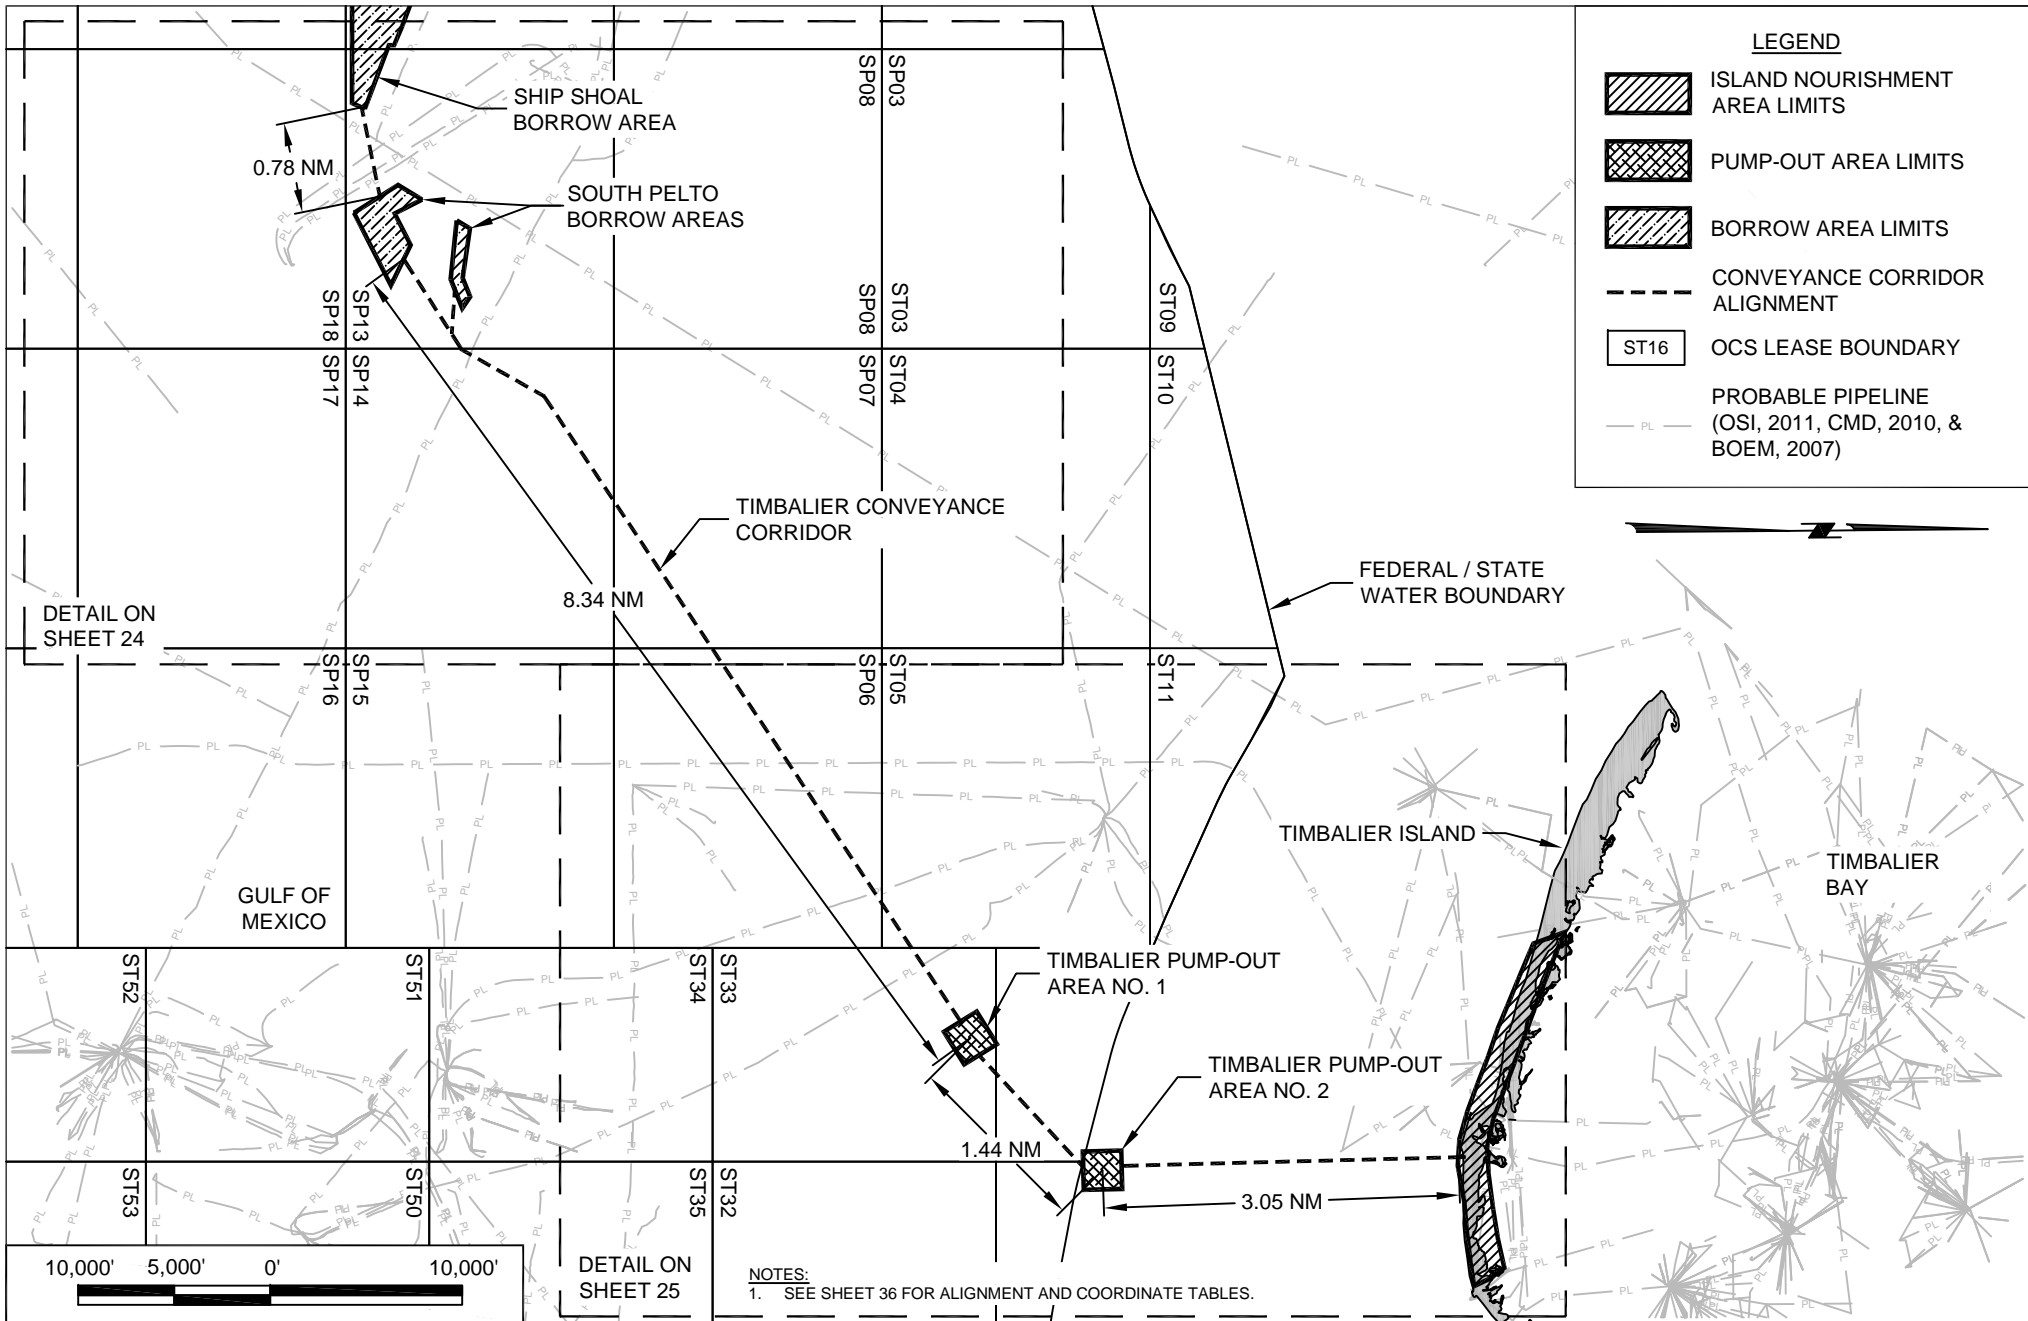 LEGEND
ISLAND NOURISHMENT
AREA LIMITS
PUMP-OUT AREA LIMITS
BORROW AREA LIMITS
CONVEYANCE CORRIDOR
ALIGNMENT
ST16
OCS LEASE BOUNDARY
PROBABLE PIPELINE
(OSI, 2011, CMD, 2010, &
BOEM, 2007)
PL
SHIP SHOAL
BORROW AREA
0.78 NM
SOUTH PELTO
BORROW AREAS
SP03
SP08
SP13
SP18
ST03
SP08
ST09
SP14
SP17
ST04
SP07
ST10
TIMBALIER CONVEYANCE
CORRIDOR
8.34 NM
FEDERAL / STATE
WATER BOUNDARY
DETAIL ON
SHEET 24
SP15
SP16
ST05
SP06
ST11
TIMBALIER ISLAND
TIMBALIER
BAY
GULF OF
MEXICO
ST52
ST51
ST33
ST34
TIMBALIER PUMP-OUT
AREA NO. 1
TIMBALIER PUMP-OUT
AREA NO. 2
1.44 NM
3.05 NM
ST53
ST50
ST32
ST35
10,000' 5,000' 0' 10,000'
DETAIL ON
SHEET 25
NOTES:
1. SEE SHEET 36 FOR ALIGNMENT AND COORDINATE TABLES.